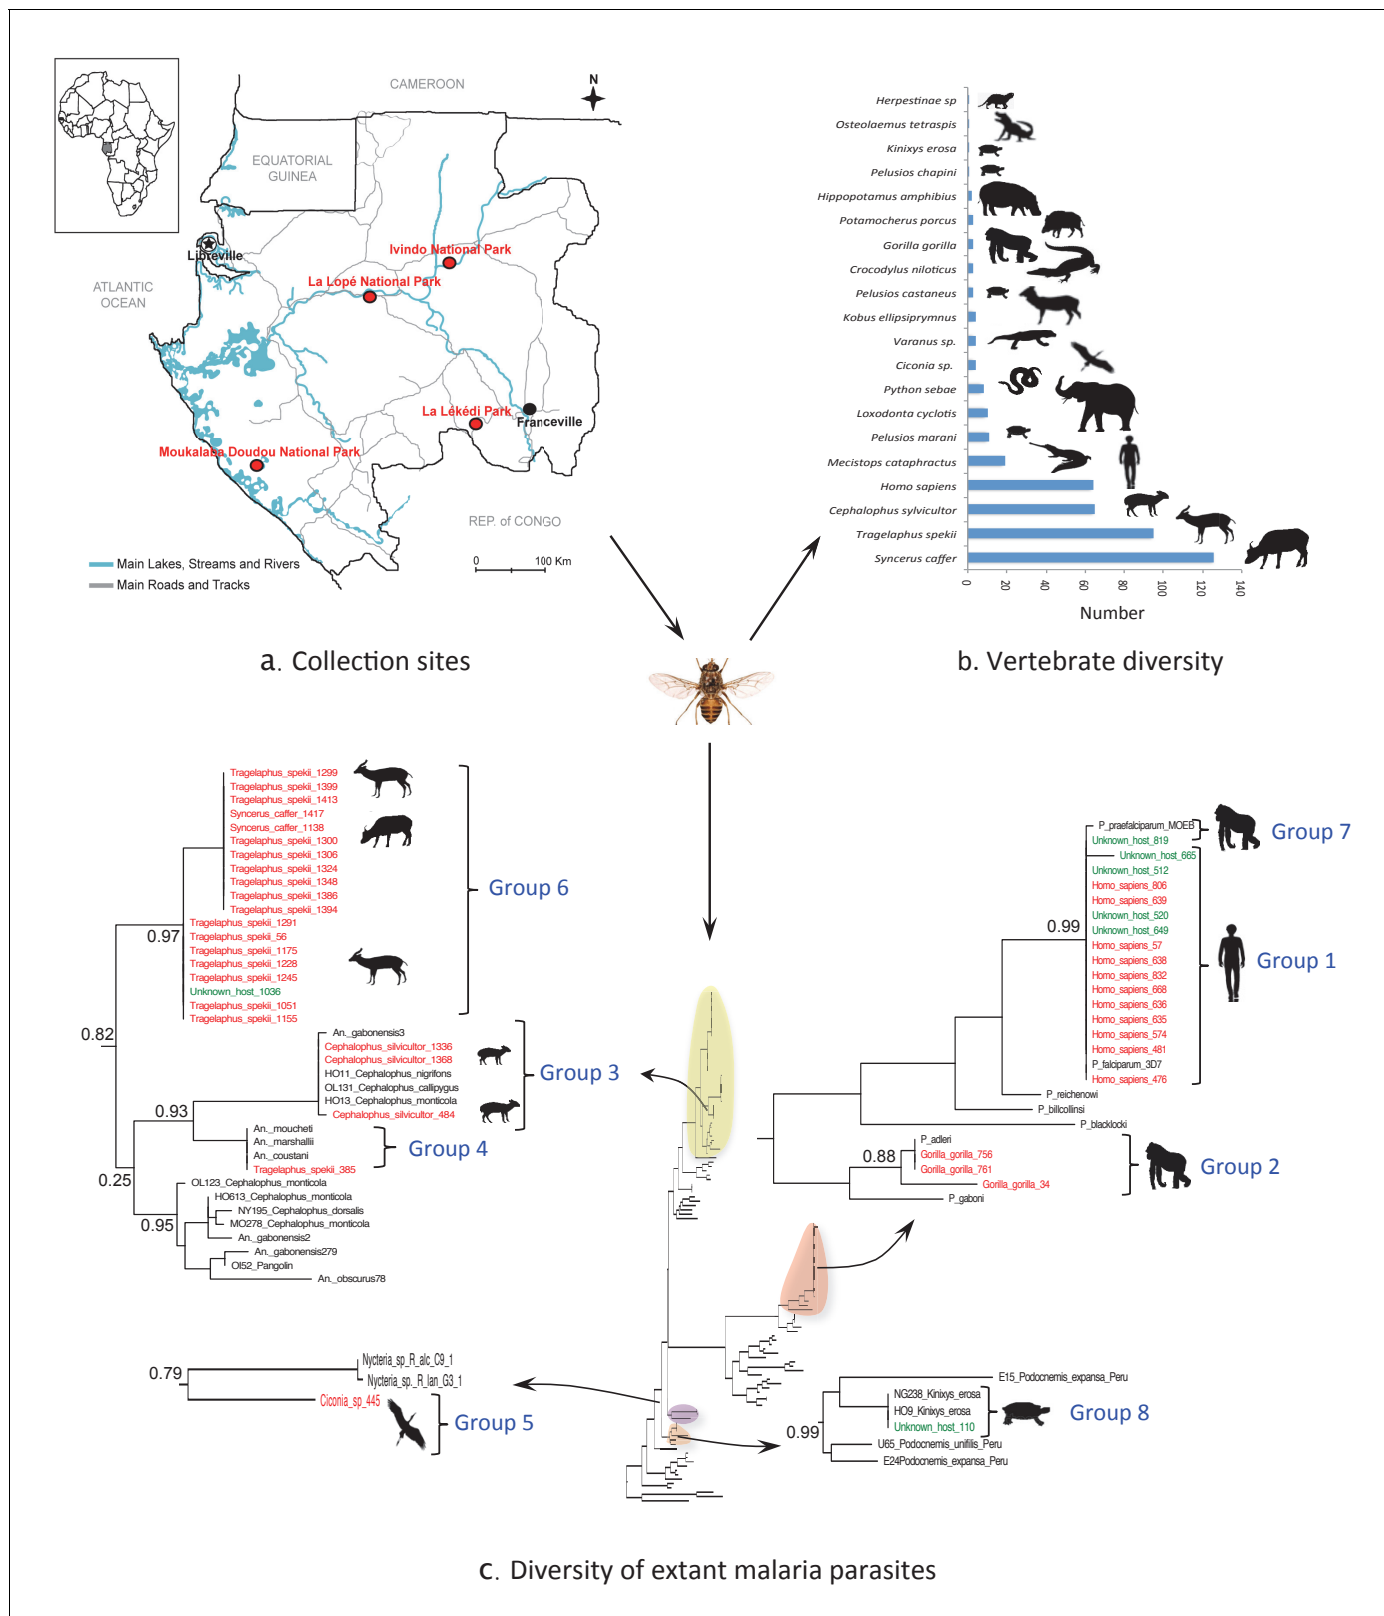 CAMEROON
N
EQUATORIAL
GUINEA
Libreville
Ivindo National Park
La Lopé National Park
ATLANTIC
OCEAN
La Lékédi Park
Franceville
Moukalaba Doudou National Park
REP. of CONGO
Main Lakes, Streams and Rivers
Main Roads and Tracks
0 100 Km
a. Collection sites
Herpestinae sp
Osteolaemus tetraspis
Kinixys erosa
Pelusios chapini
Hippopotamus amphibius
Potamocherus porcus
Gorilla gorilla
Crocodylus niloticus
Pelusios castaneus
Kobus ellipsiprymnus
Varanus sp.
Ciconia sp.
Python sebae
Loxodonta cyclotis
Pelusios marani
Mecistops cataphractus
Homo sapiens
Cephalophus sylvicultor
Tragelaphus spekii
Syncerus caffer
0 20 40 60 80 100 120 140
Number
b. Vertebrate diversity
Tragelaphus_spekii_1299
Tragelaphus_spekii_1399
Tragelaphus_spekii_1413
Syncerus_caffer_1417
Syncerus_caffer_1138
Tragelaphus_spekii_1300
Tragelaphus_spekii_1306
Tragelaphus_spekii_1324
Tragelaphus_spekii_1348
Tragelaphus_spekii_1386
Tragelaphus_spekii_1394
Tragelaphus_spekii_1291
Tragelaphus_spekii_56
Tragelaphus_spekii_1175
Tragelaphus_spekii_1228
Tragelaphus_spekii_1245
Unknown_host_1036
Tragelaphus_spekii_1051
Tragelaphus_spekii_1155
Group 6
0.97
0.82
An._gabonensis3
Cephalophus_silvicultor_1336
Cephalophus_silvicultor_1368
HO11_Cephalophus_nigrifons
OL131_Cephalophus_callipygus
HO13_Cephalophus_monticola
Cephalophus_silvicultor_484
Group 3
0.93
An._moucheti
An._marshallii
An._coustani
Tragelaphus_spekii_385
Group 4
0.25
OL123_Cephalophus_monticola
HO613_Cephalophus_monticola
NY195_Cephalophus_dorsalis
MO278_Cephalophus_monticola
An._gabonensis2
An._gabonensis279
OI52_Pangolin
An._obscurus78
0.95
P_praefalciparum_MOEB
Unknown_host_819
Unknown_host_665
Unknown_host_512
Homo_sapiens_806
Homo_sapiens_639
Unknown_host_520
Unknown_host_649
Homo_sapiens_57
Homo_sapiens_638
Homo_sapiens_832
Homo_sapiens_668
Homo_sapiens_636
Homo_sapiens_635
Homo_sapiens_574
Homo_sapiens_481
P_falciparum_3D7
Homo_sapiens_476
Group 7
Group 1
0.99
P_reichenowi
P_billcollinsi
P_blacklocki
P_adleri
Gorilla_gorilla_756
Gorilla_gorilla_761
Gorilla_gorilla_34
P_gaboni
0.88
Group 2
0.79
Nycteria_sp_R_alc_C9_1
Nycteria_sp._R_lan_G3_1
Ciconia_sp_445
Group 5
E15_Podocnemis_expansa_Peru
NG238_Kinixys_erosa
HO9_Kinixys_erosa
Unknown_host_110
U65_Podocnemis_unifilis_Peru
E24Podocnemis_expansa_Peru
0.99
Group 8
c. Diversity of extant malaria parasites